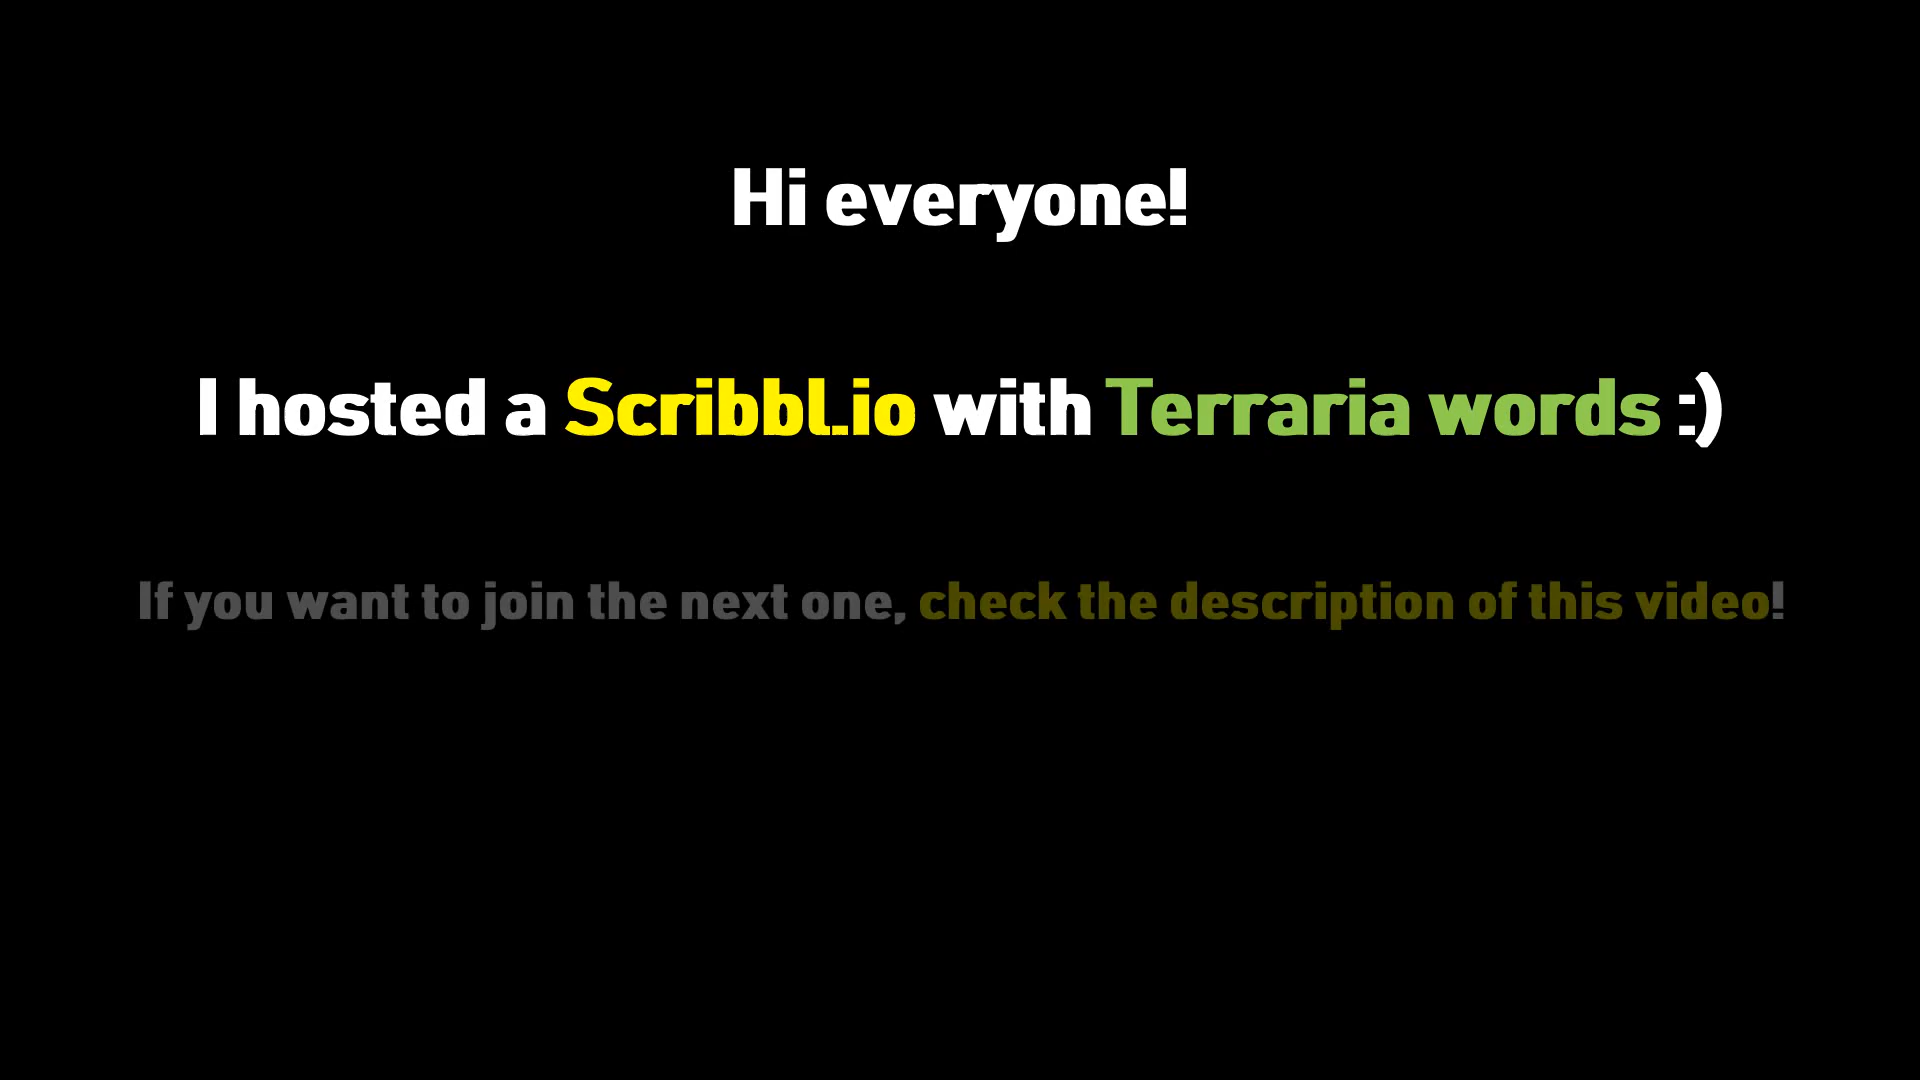 Hi everyone!
I hosted a Scribbl.io with Terraria words :)
If you want to join the next one, check the description of this video!